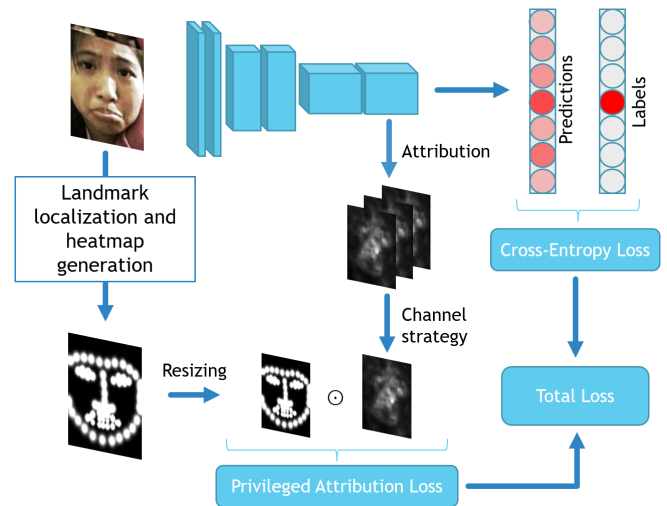 Predictions
Labels
Attribution
Landmark
localization and
heatmap
generation
Cross-Entropy Loss
Channel
strategy
Resizing
Total Loss
Privileged Attribution Loss